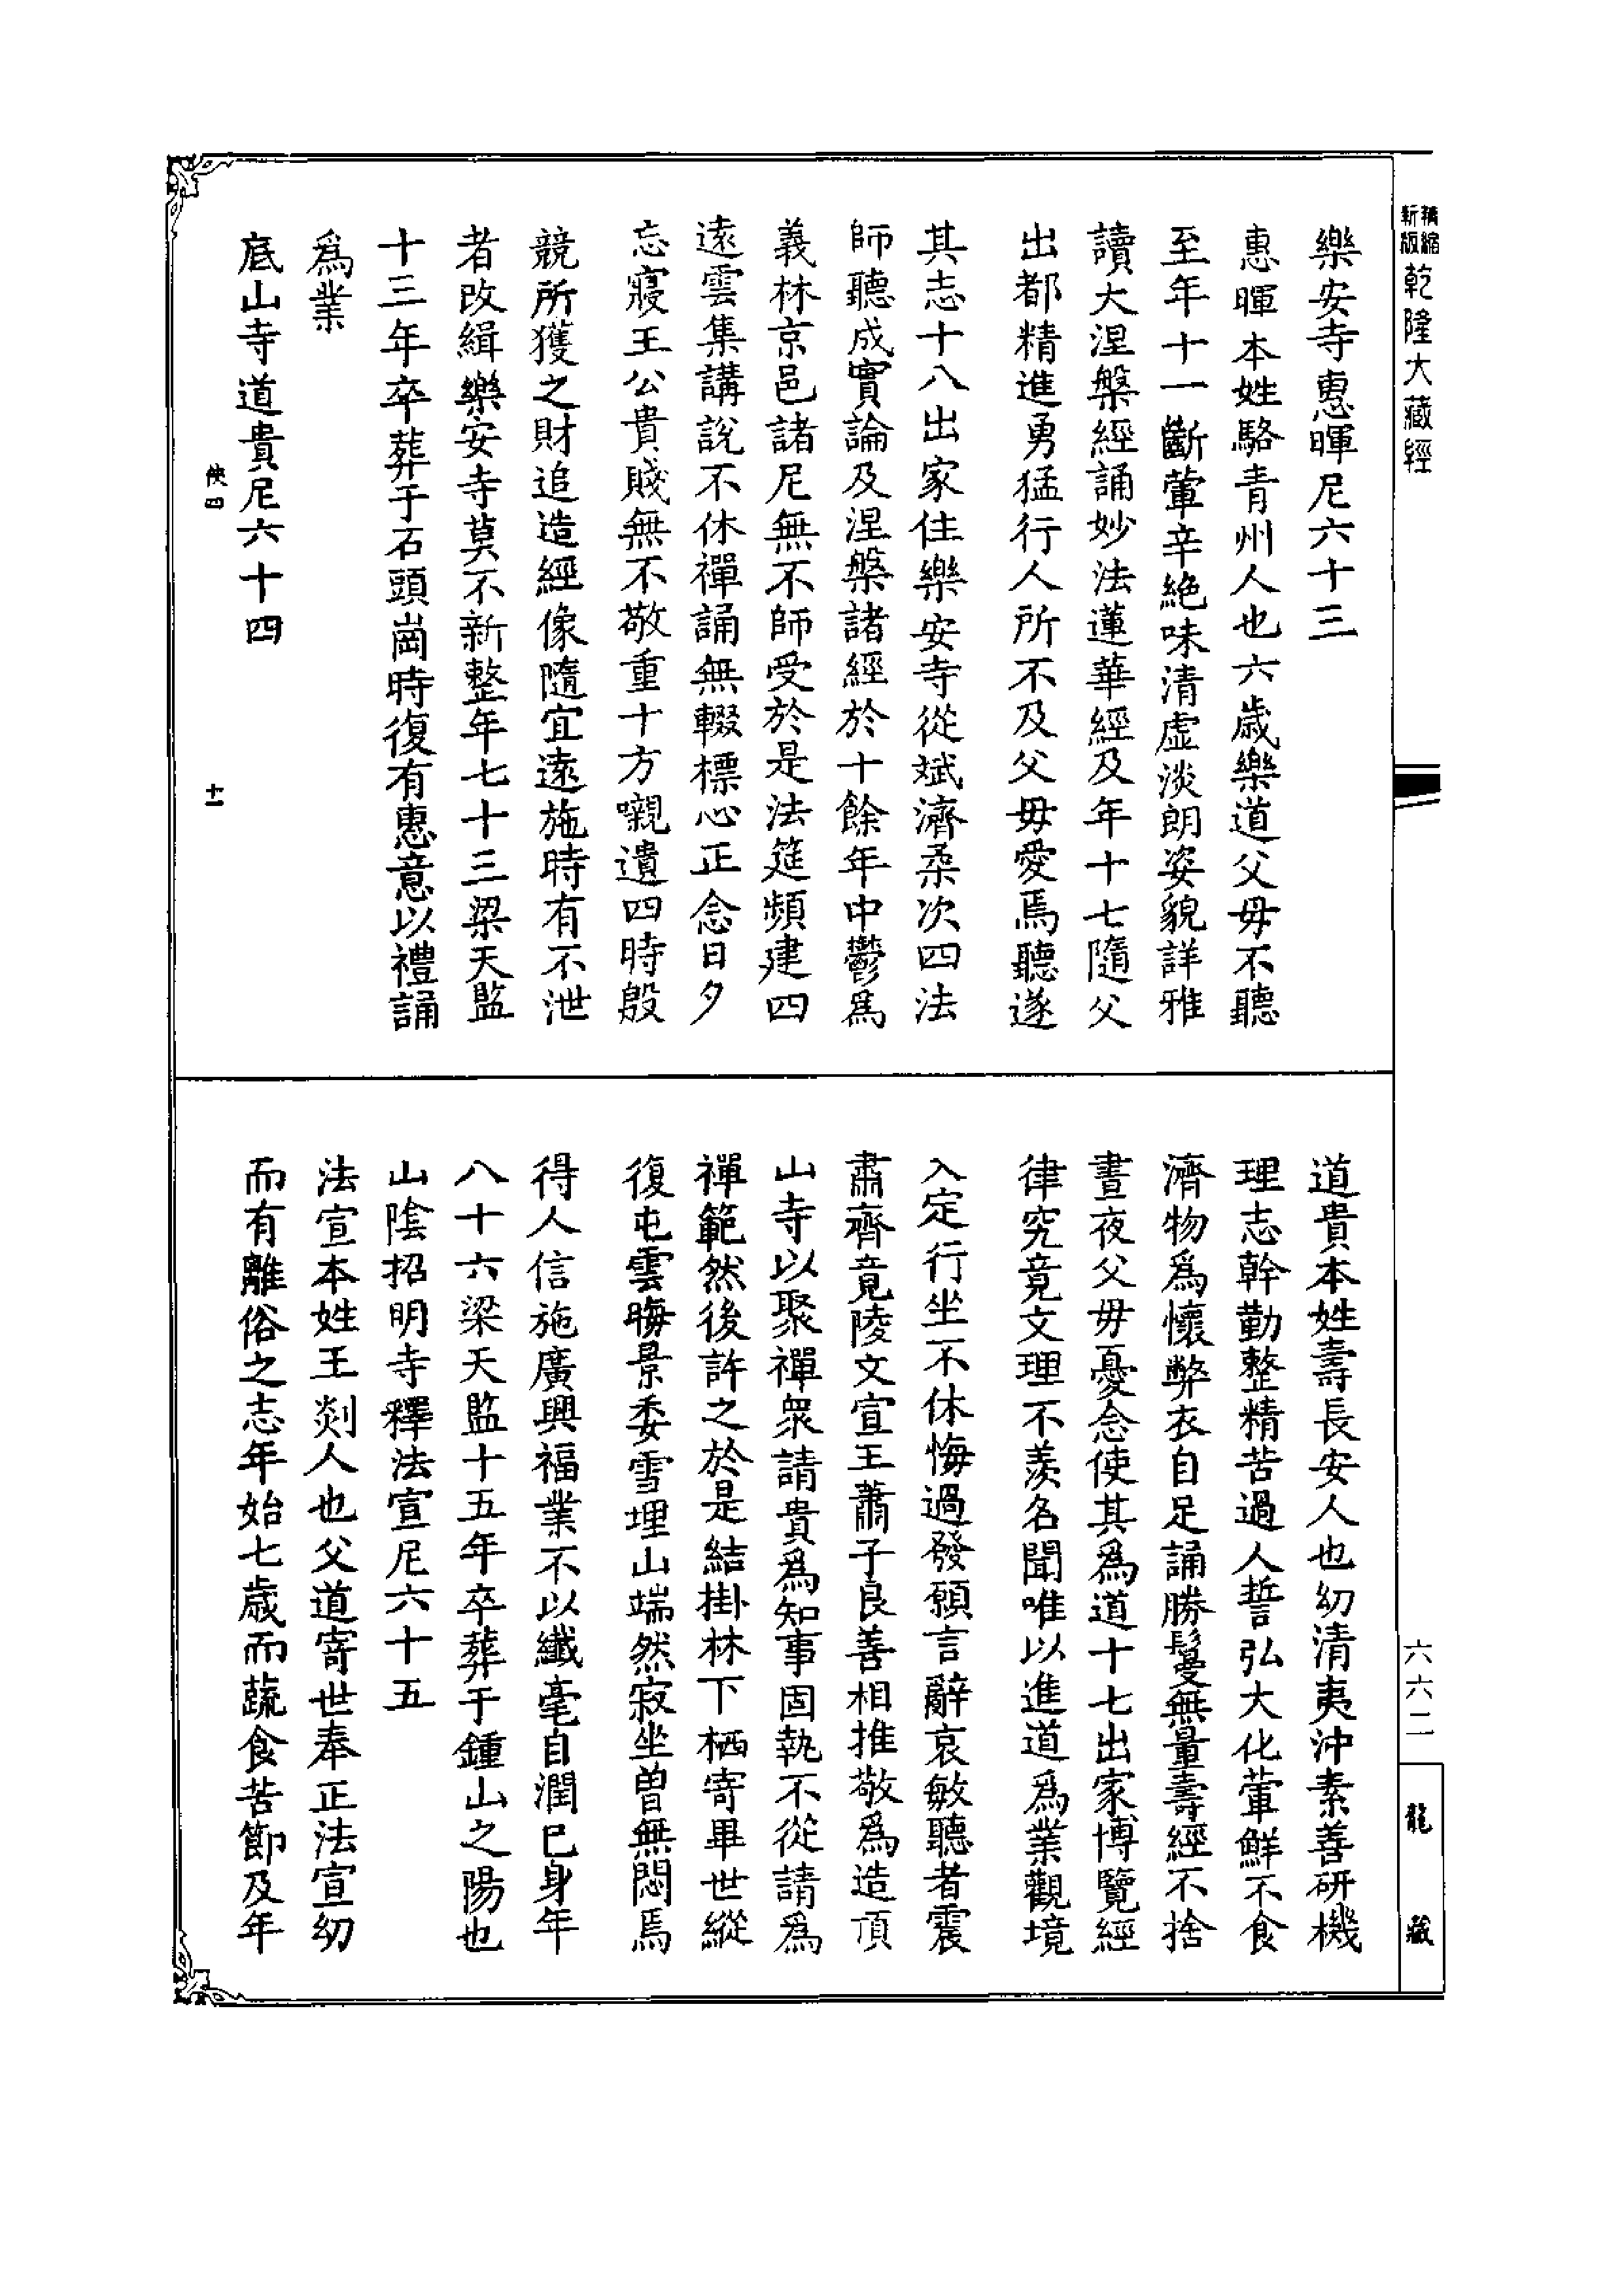 精縮
新版
乾隆大藏經
樂安寺惠暉尼六十三
惠暉本姓駱青州人也六歲樂道父毋不聽
至年十一斷葷辛絶味清虛淡朗姿貌詳雅
讀大涅槃經誦妙法蓮華經及年十七隨父
出都精進勇猛行人所不及父毋愛焉聽遂
其志十八出家住樂安寺從斌濟柔次四法
師聽成實論及涅槃諸經於十餘年中鬱爲
義林京邑諸尼無不師受於是法筵頻建四
遠雲集講說不休禪誦無輟標心正念日夕
忘寢王公貴賤無不敬重十方嚫遺四時殷
競所獲之財追造經像隨宜遠施時有不泄
者改緝樂安寺莫不新整年七十三梁天監
十三年卒葬于石頭崗時復有惠意以禮誦
爲業
底山寺道貴尼六十四
俠四
十一
道貴本姓壽長安人也幼清夷沖素善研機
理志幹勤整精苦過人誓弘大化葷鮮不食
濟物爲懷弊衣自足誦勝鬘無量壽經不捨
晝夜父毋憂念使其爲道十七出家博覽經
律究竟文理不羨名聞唯以進道爲業觀境
入定行坐不休悔過發願言辭哀敏聽者震
肅齊竟陵文宣王蕭子良善相推敬爲造頂
山寺以聚禪衆請貴爲知事固執不從請爲
禪範然後許之於是結掛林下栖寄畢世縱
復屯雲晦景委雪埋山端然寂坐曾無悶焉
得人信施廣興福業不以纖毫自潤巳身年
八十六梁天監十五年卒葬于鍾山之陽也
山陰招明寺釋法宣尼六十五
法宣本姓王剡人也父道寄世奉正法宣幼
而有離俗之志年始七歲而蔬食苦節及年
六六二
龍藏